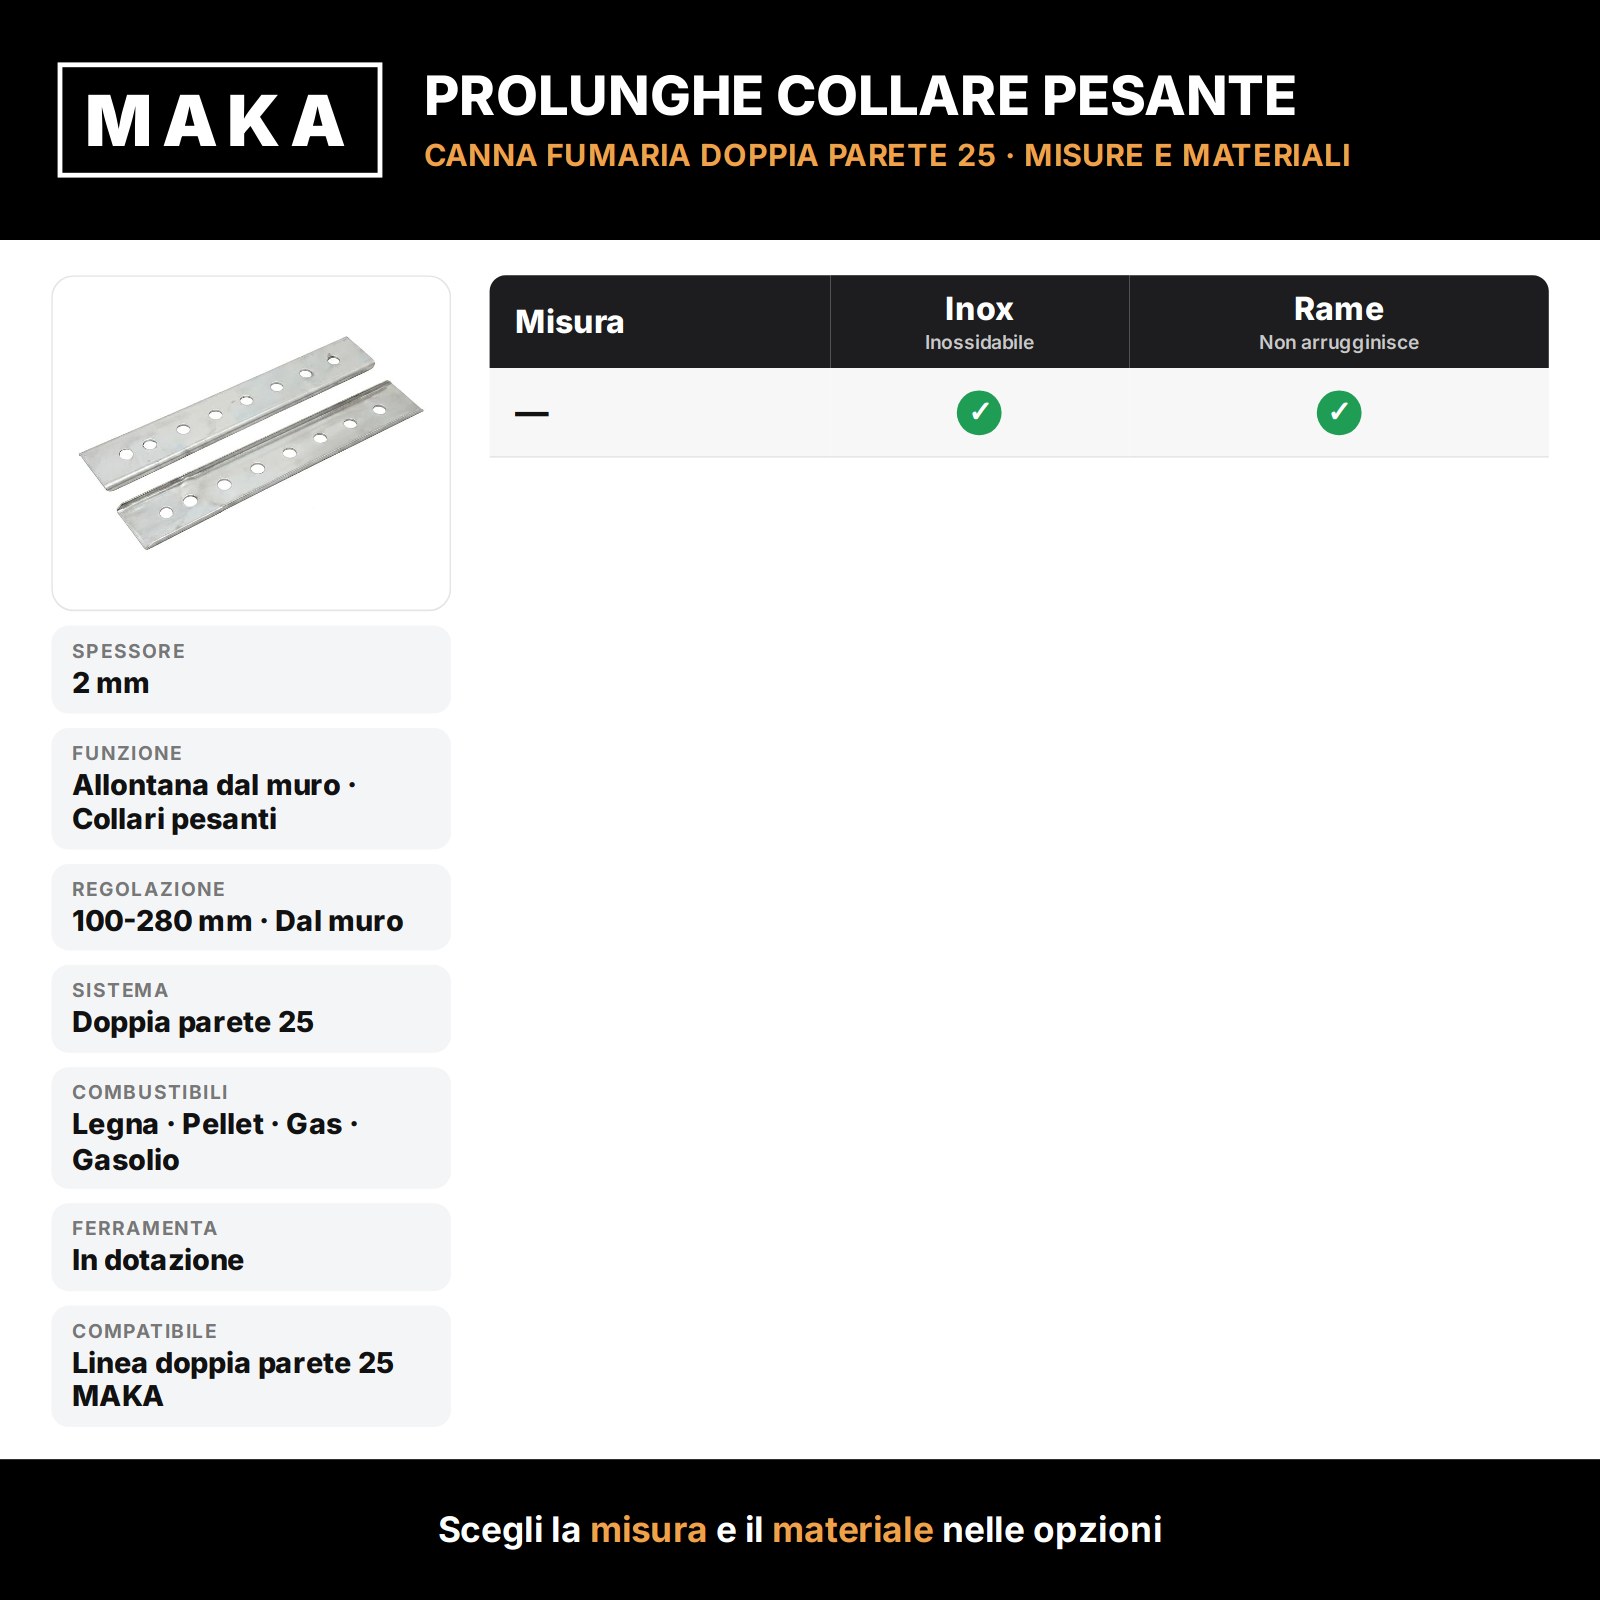 MAKA
PROLUNGHE COLLARE PESANTE
CANNA FUMARIA DOPPIA PARETE 25 · MISURE E MATERIALI
SPESSORE
2 mm
FUNZIONE
Allontana dal muro ·
Collari pesanti
REGOLAZIONE
100-280 mm · Dal muro
SISTEMA
Doppia parete 25
COMBUSTIBILI
Legna · Pellet · Gas ·
Gasolio
FERRAMENTA
In dotazione
COMPATIBILE
Linea doppia parete 25
MAKA
Misura
Inox
Inossidabile
Rame
Non arrugginisce
— ✓ ✓
Scegli la misura e il materiale nelle opzioni